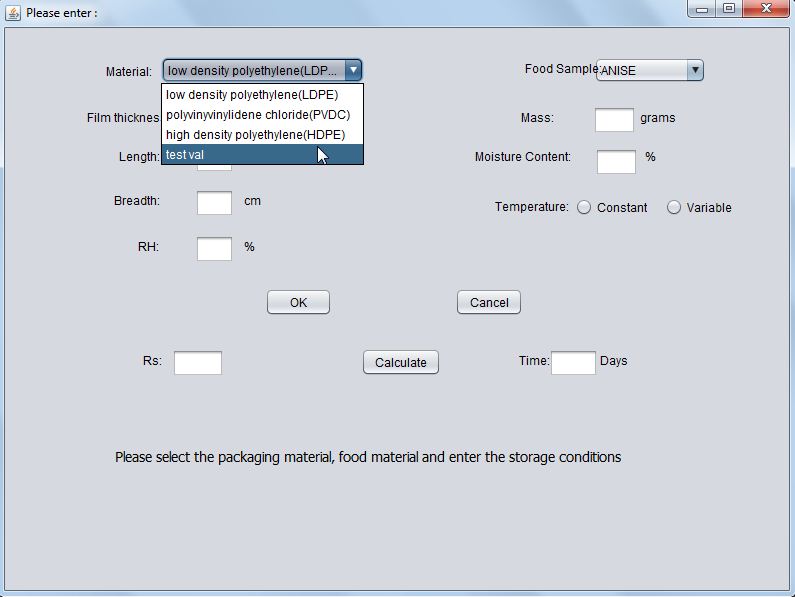 Please enter :
Material: low density polyethylene(LDP... Food Sample: ANISE
low density polyethylene(LDPE)
polyvinyvinylidene chloride(PVDC)
Film thicknes Mass: grams
high density polyethylene(HDPE)
Length: test val Moisture Content: %
Breadth: cm Temperature: Constant Variable
RH: %
OK Cancel
Rs: Calculate Time: Days
Please select the packaging material, food material and enter the storage conditions